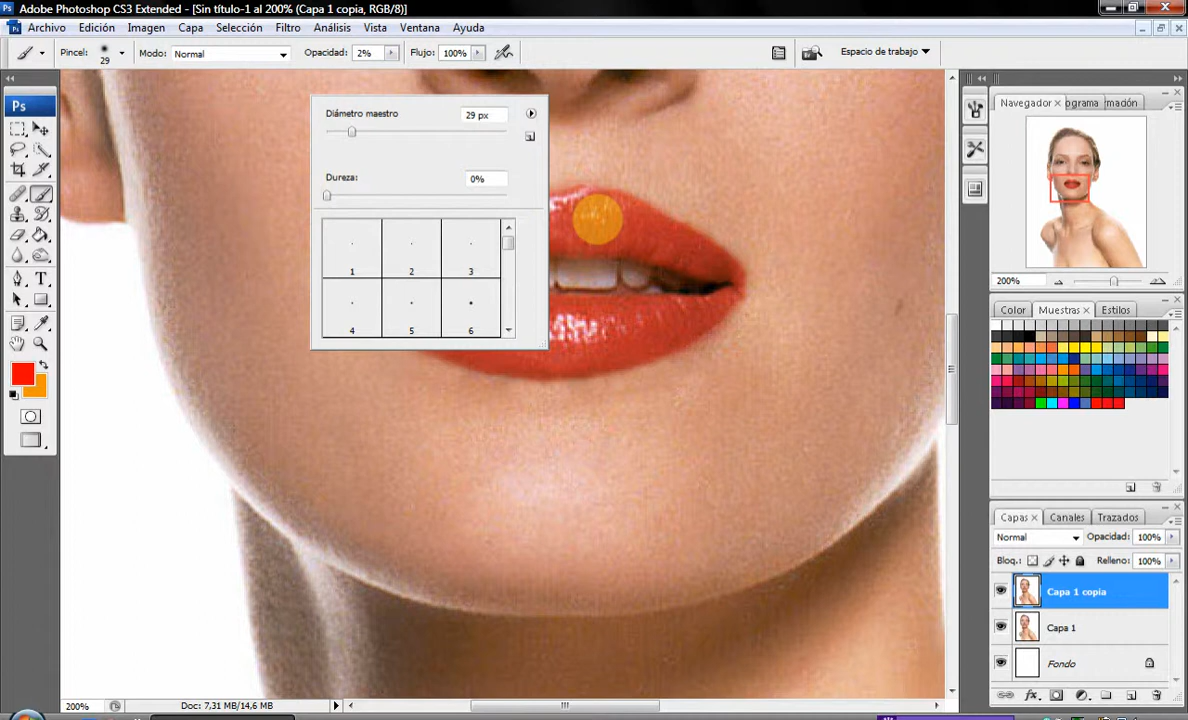 Adobe Photoshop CS3 Extended - [Sin título-1 al 200% (Capa 1 copia, RGB/8)]
Archivo Edición Imagen Capa Selección Filtro Análisis Vista Ventana Ayuda
Pincel: 29 Modo: Normal Opacidad: 2% Flujo: 100% Espacio de trabajo
Ps
Diámetro maestro 29 px
Dureza: 0%
1 2 3
4 5 6
Navegador × ograma mación
200%
Color Muestras × Estilos
Capas × Canales Trazados
Normal Opacidad: 100%
Bloq.: Relleno: 100%
Capa 1 copia
Capa 1
Fondo
200% Doc: 7,31 MB/14,6 MB